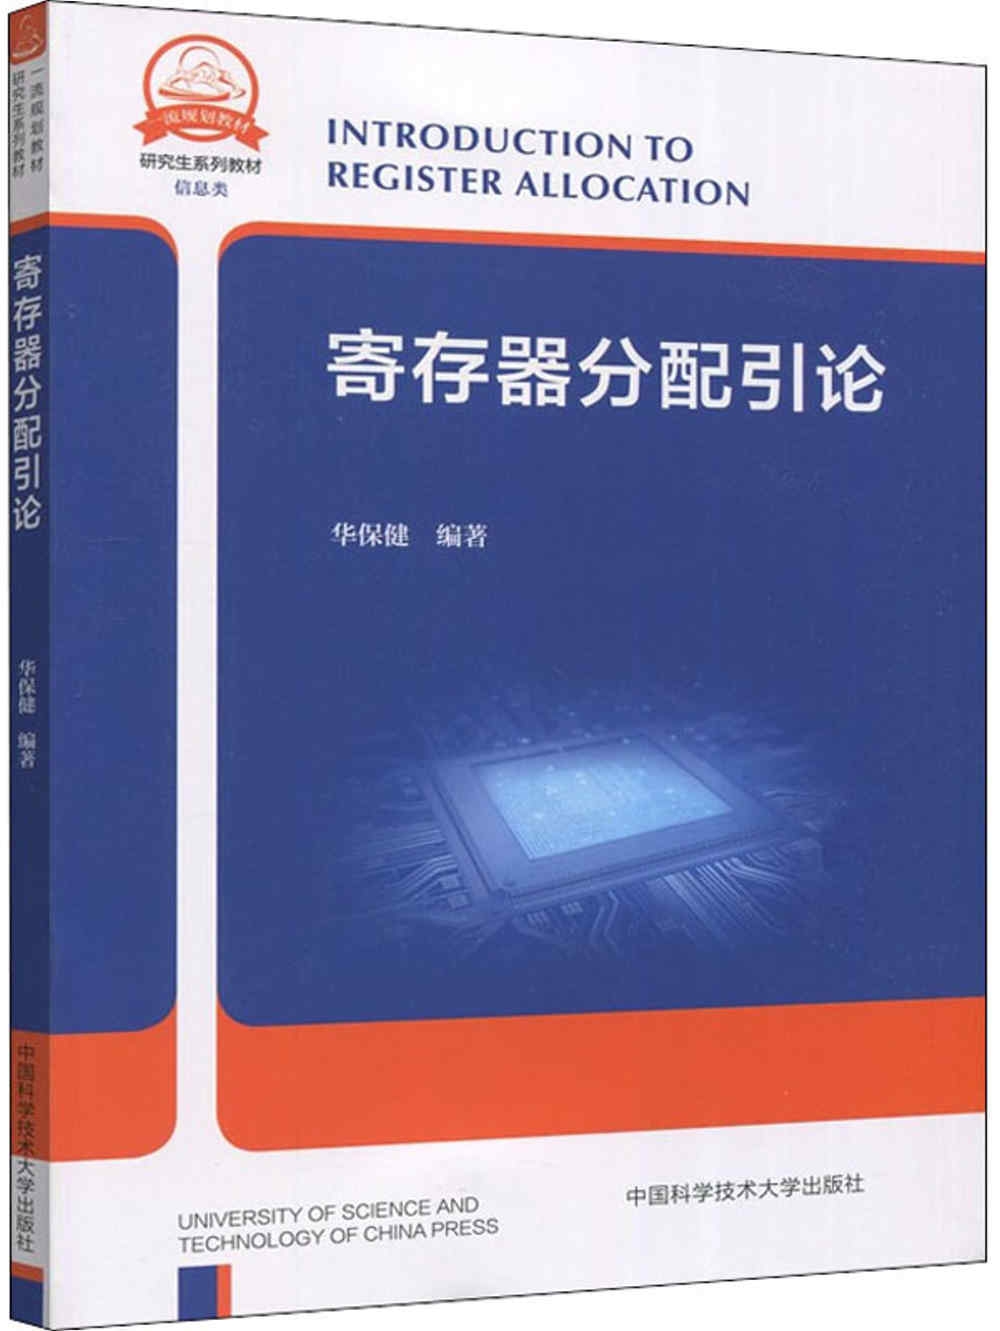 一流规划教材
研究生系列教材
寄存器分配引论
华保健 编著
中国科学技术大学出版社
一流规划教材
研究生系列教材
信息类
INTRODUCTION TO
REGISTER ALLOCATION
寄存器分配引论
华保健 编著
UNIVERSITY OF SCIENCE AND
TECHNOLOGY OF CHINA PRESS
中国科学技术大学出版社